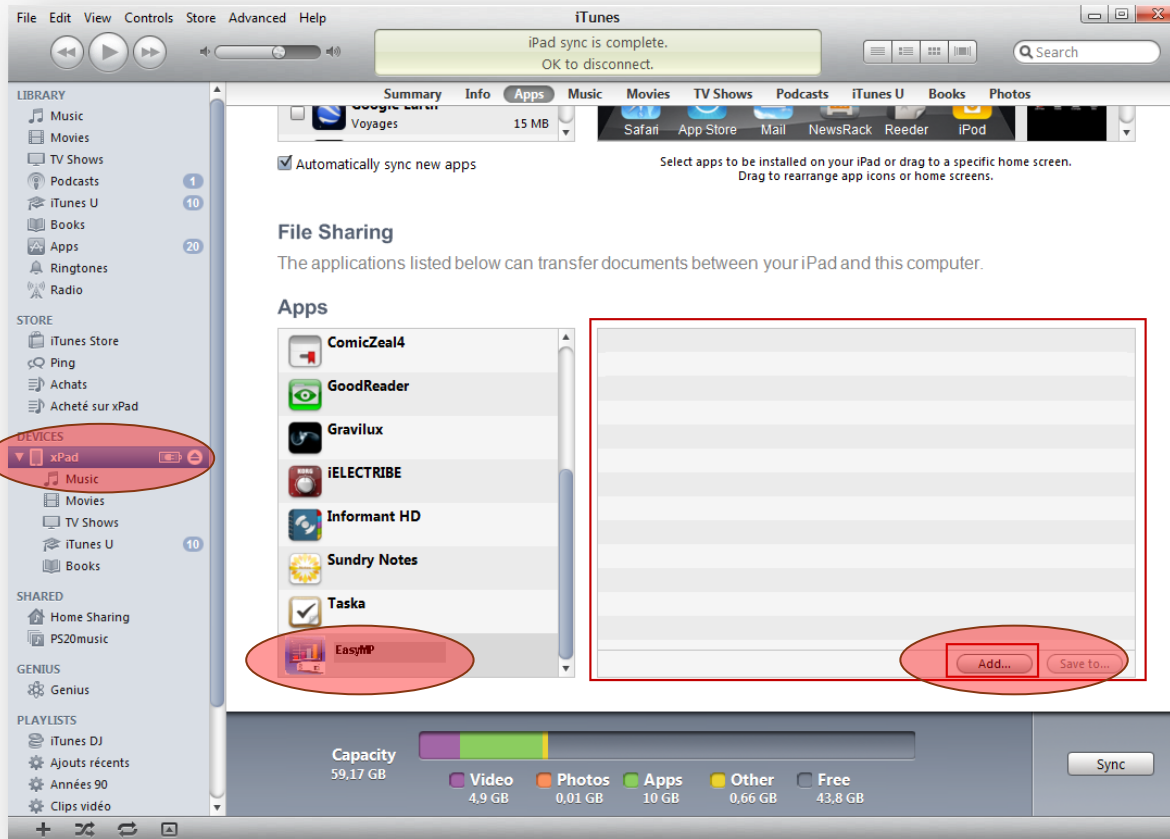 File Edit View Controls Store Advanced Help
iTunes
iPad sync is complete.
OK to disconnect.
Search
LIBRARY
Music
Movies
TV Shows
Podcasts 1
iTunes U 10
Books
Apps 20
Ringtones
Radio
STORE
iTunes Store
Ping
Achats
Acheté sur xPad
DEVICES
xPad
Music
Movies
TV Shows
iTunes U 10
Books
SHARED
Home Sharing
PS20music
GENIUS
Genius
PLAYLISTS
iTunes DJ
Ajouts récents
Années 90
Clips vidéo
Summary Info Apps Music Movies TV Shows Podcasts iTunes U Books Photos
Google Earth
Voyages 15 MB
Safari App Store Mail NewsRack Reeder iPod
Automatically sync new apps
Select apps to be installed on your iPad or drag to a specific home screen.
Drag to rearrange app icons or home screens.
File Sharing
The applications listed below can transfer documents between your iPad and this computer.
Apps
ComicZeal4
GoodReader
Gravilux
iELECTRIBE
Informant HD
Sundry Notes
Taska
EasyMP
Add... Save to...
Capacity
59,17 GB
Video Photos Apps Other Free
4,9 GB 0,01 GB 10 GB 0,66 GB 43,8 GB
Sync